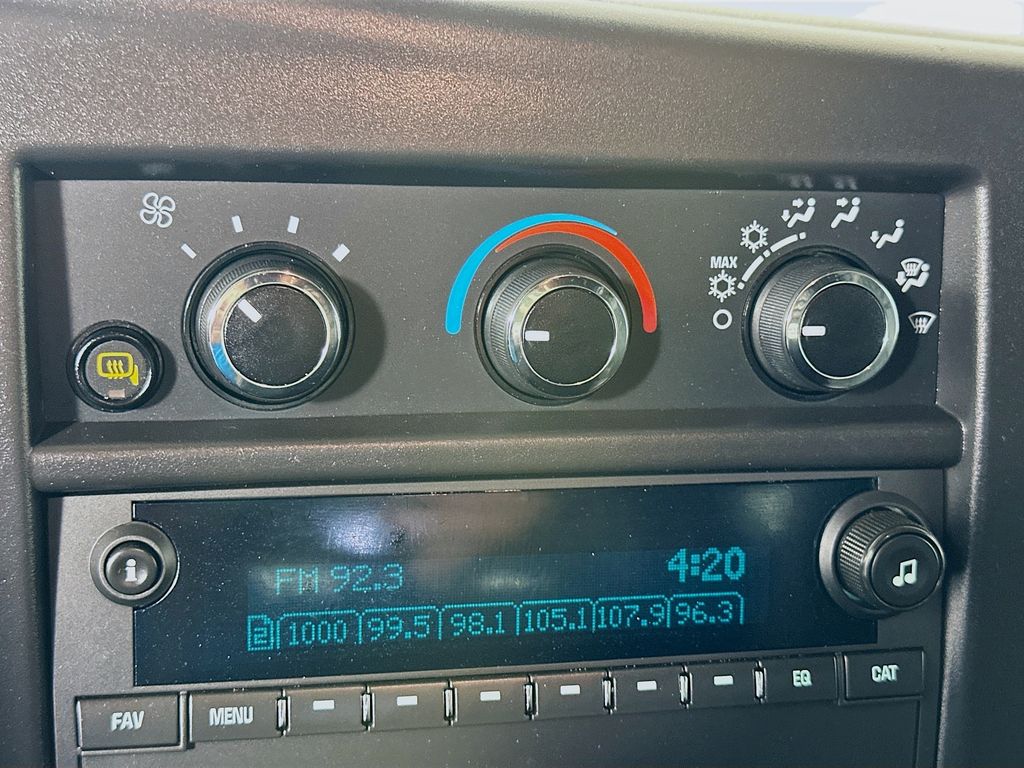 MAX
i
FM 92.3 4:20
2 1000 99.5 98.1 105.1 107.9 96.3
FAV MENU EQ CAT